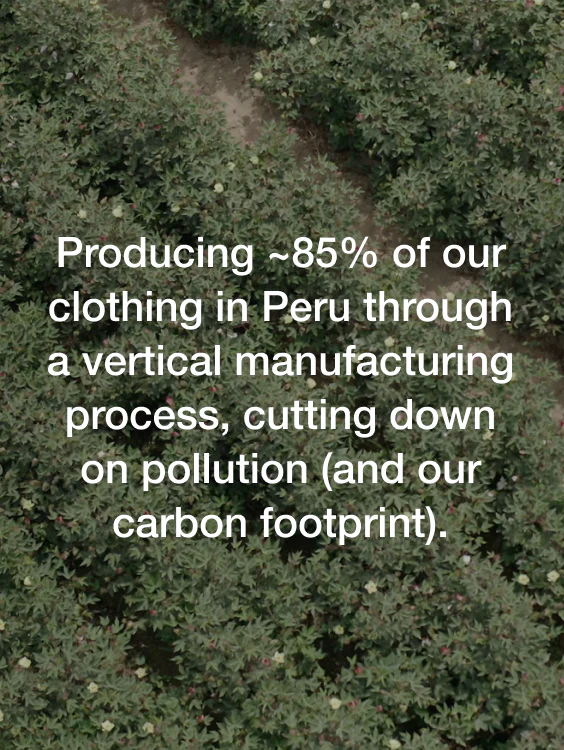 Producing ~85% of our
clothing in Peru through
a vertical manufacturing
process, cutting down
on pollution (and our
carbon footprint).